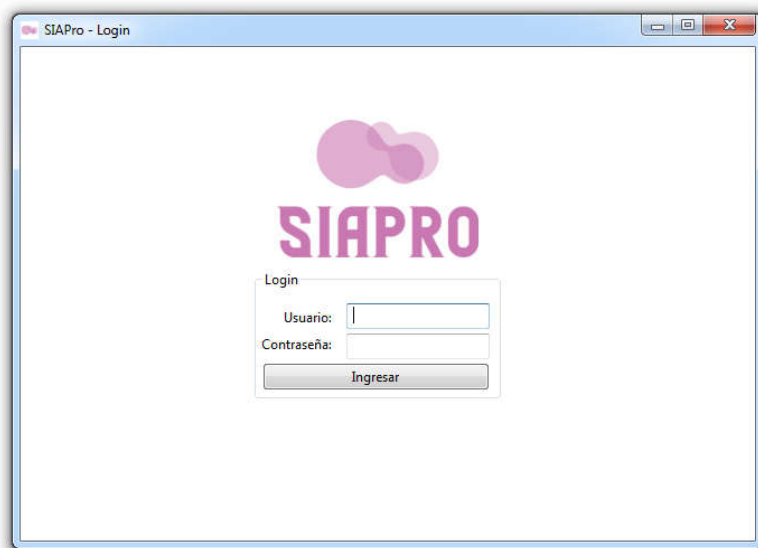 SIAPro - Login
SIAPRO
Login
Usuario:
Contraseña:
Ingresar